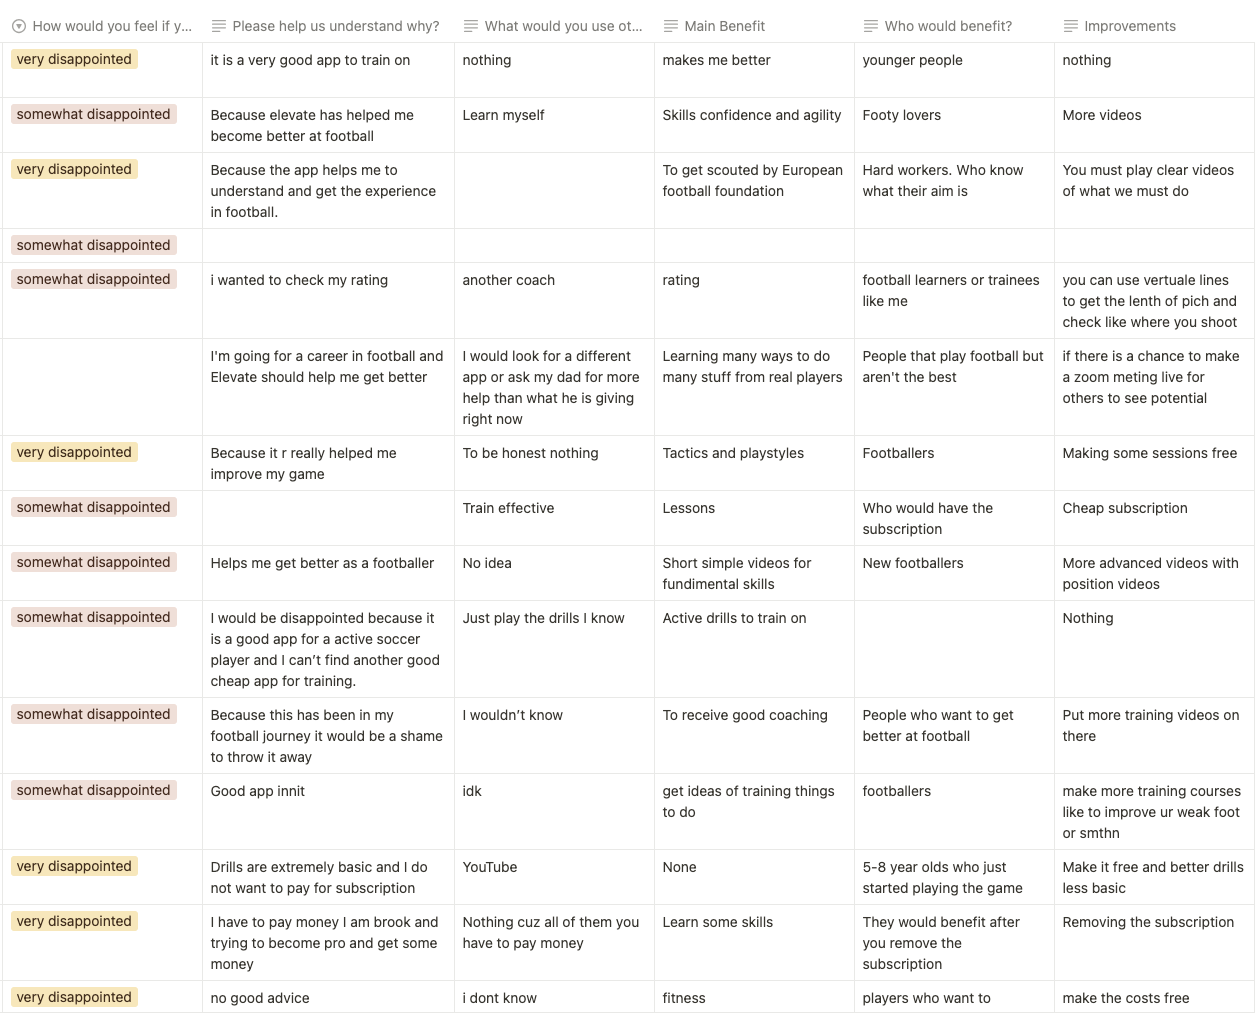 How would you feel if y... Please help us understand why? What would you use ot... Main Benefit Who would benefit? Improvements
very disappointed
it is a very good app to train on
nothing
makes me better
younger people
nothing
somewhat disappointed
Because elevate has helped me
become better at football
Learn myself
Skills confidence and agility
Footy lovers
More videos
very disappointed
Because the app helps me to
understand and get the experience
in football.
To get scouted by European
football foundation
Hard workers. Who know
what their aim is
You must play clear videos
of what we must do
somewhat disappointed
somewhat disappointed
i wanted to check my rating
another coach
rating
football learners or trainees
like me
you can use vertuale lines
to get the lenth of pich and
check like where you shoot
I'm going for a career in football and
Elevate should help me get better
I would look for a different
app or ask my dad for more
help than what he is giving
right now
Learning many ways to do
many stuff from real players
People that play football but
aren't the best
if there is a chance to make
a zoom meting live for
others to see potential
very disappointed
Because it r really helped me
improve my game
To be honest nothing
Tactics and playstyles
Footballers
Making some sessions free
somewhat disappointed
Train effective
Lessons
Who would have the
subscription
Cheap subscription
somewhat disappointed
Helps me get better as a footballer
No idea
Short simple videos for
fundimental skills
New footballers
More advanced videos with
position videos
somewhat disappointed
I would be disappointed because it
is a good app for a active soccer
player and I can’t find another good
cheap app for training.
Just play the drills I know
Active drills to train on
Nothing
somewhat disappointed
Because this has been in my
football journey it would be a shame
to throw it away
I wouldn’t know
To receive good coaching
People who want to get
better at football
Put more training videos on
there
somewhat disappointed
Good app innit
idk
get ideas of training things
to do
footballers
make more training courses
like to improve ur weak foot
or smthn
very disappointed
Drills are extremely basic and I do
not want to pay for subscription
YouTube
None
5-8 year olds who just
started playing the game
Make it free and better drills
less basic
very disappointed
I have to pay money I am brook and
trying to become pro and get some
money
Nothing cuz all of them you
have to pay money
Learn some skills
They would benefit after
you remove the
subscription
Removing the subscription
very disappointed
no good advice
i dont know
fitness
players who want to
make the costs free